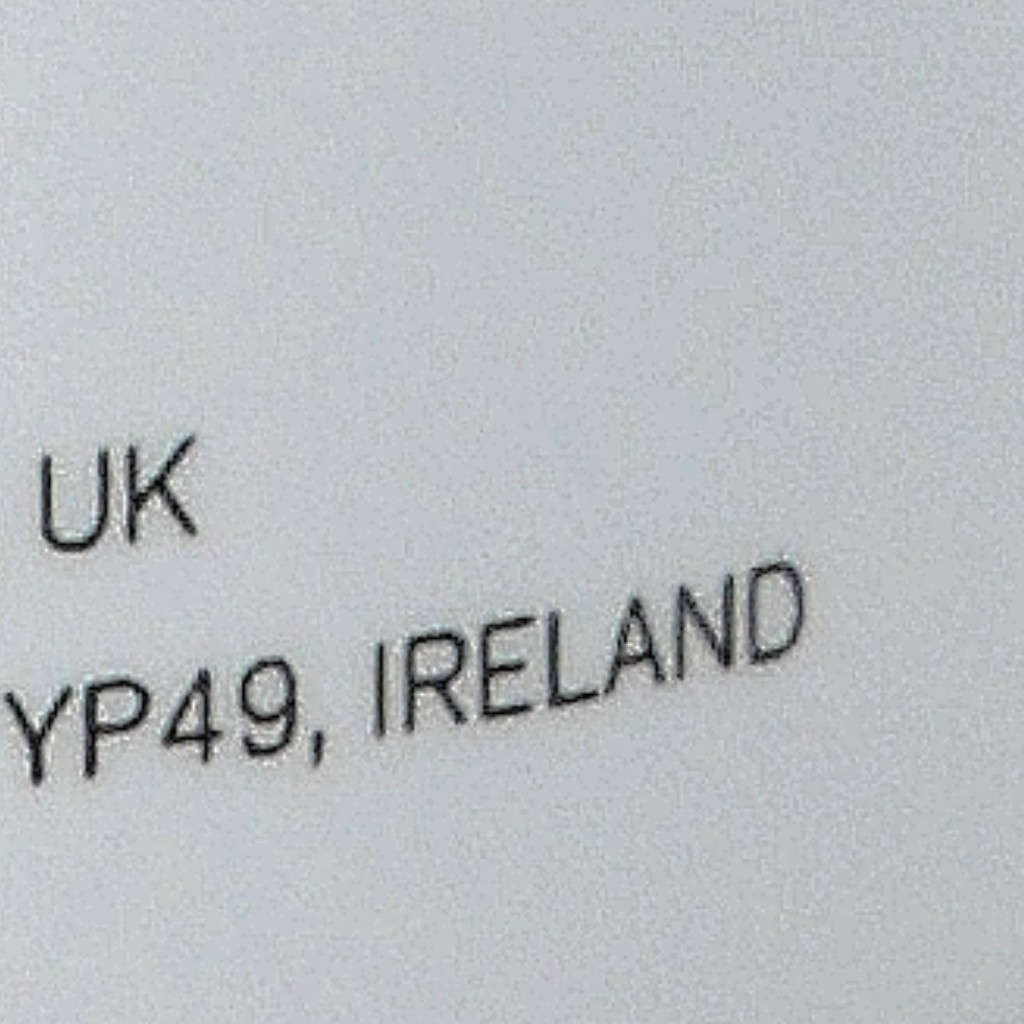 UK
YP49, IRELAND